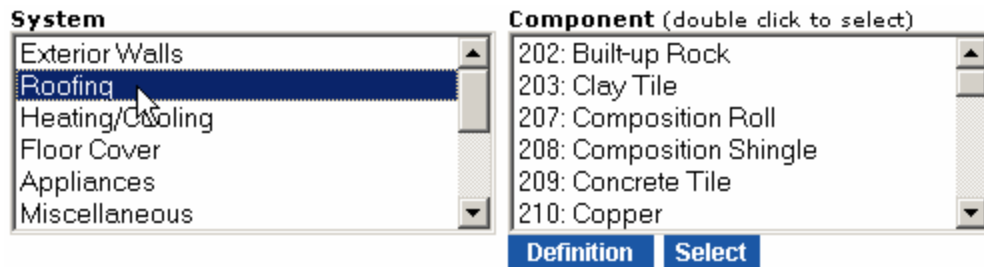 System
Exterior Walls
Roofing
Heating/Cooling
Floor Cover
Appliances
Miscellaneous
Component (double click to select)
202: Built-up Rock
203: Clay Tile
207: Composition Roll
208: Composition Shingle
209: Concrete Tile
210: Copper
Definition
Select